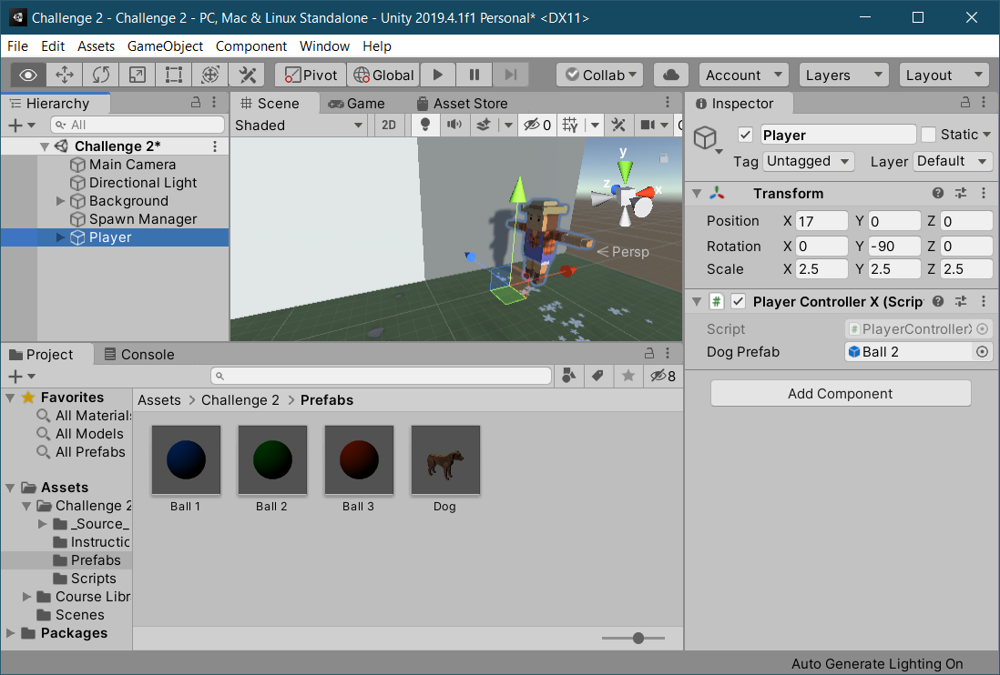 Challenge 2 - Challenge 2 - PC, Mac & Linux Standalone - Unity 2019.4.1f1 Personal* <DX11>
File Edit Assets GameObject Component Window Help
Pivot Global Collab Account Layers Layout
Hierarchy
All
Challenge 2*
Main Camera
Directional Light
Background
Spawn Manager
Player
Scene Game Asset Store
Shaded 2D 0 0
y
z x
Persp
Inspector
Player Static
Tag Untagged Layer Default
Transform
Position X 17 Y 0 Z 0
Rotation X 0 Y -90 Z 0
Scale X 2.5 Y 2.5 Z 2.5
# Player Controller X (Scrip
Script # PlayerControllerX
Dog Prefab Ball 2
Add Component
Project Console
8
Favorites
All Materials
All Models
All Prefabs
Assets
Challenge 2
_Source_
Instructio
Prefabs
Scripts
Course Libr
Scenes
Packages
Assets > Challenge 2 > Prefabs
Ball 1 Ball 2 Ball 3 Dog
Auto Generate Lighting On